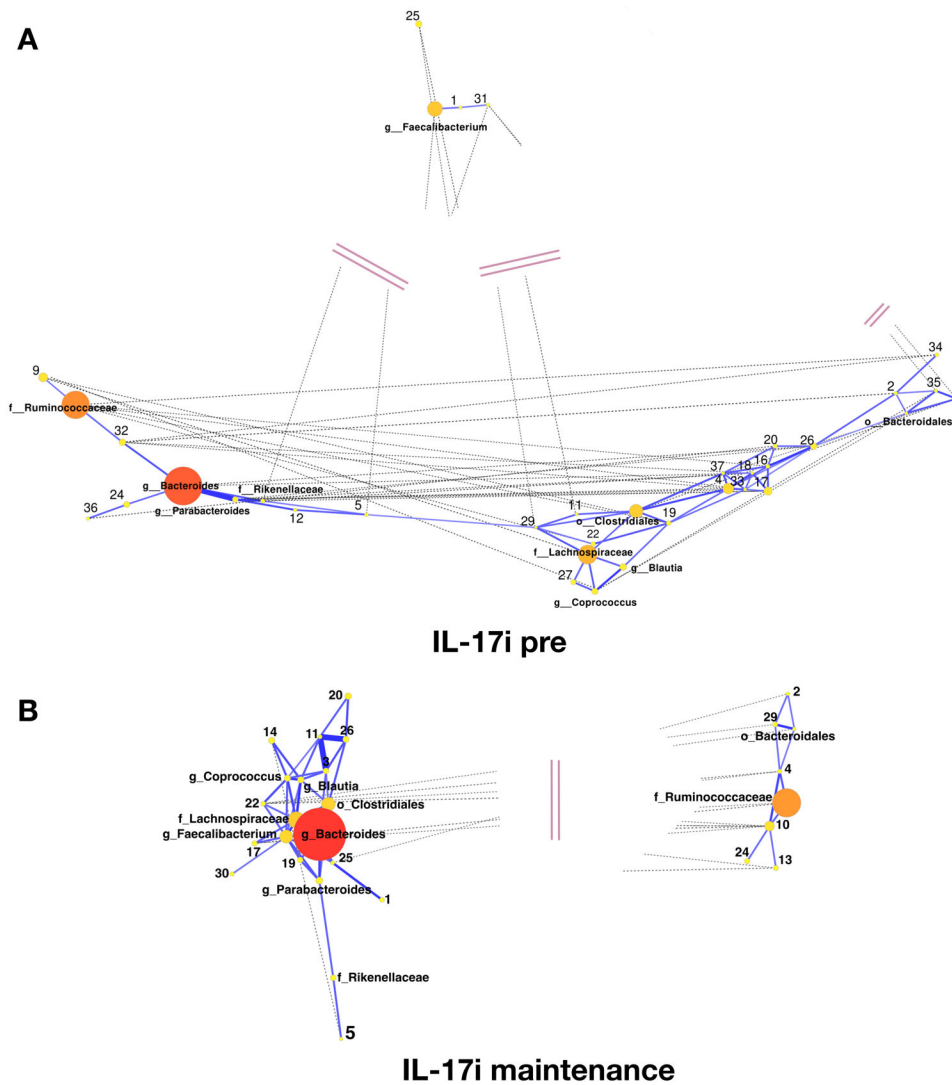 25
A
1 31
g__Faecalibacterium
34
9
2 35
f__Ruminococcaceae
o__Bacteroidales
32
20 26
16
37 18
4 33 17
f__Rikenellaceae
g__Bacteroides
24
g__Parabacteroides
36
12
5
11
29 o__Clostridiales 19
22
f__Lachnospiraceae
g__Blautia
27
g__Coprococcus
IL-17i pre
B
20
2
14 11 26
29
o_Bacteroidales
3
4
g_Coprococcus
g_Blautia
22 o_Clostridiales
f_Ruminococcaceae
f_Lachnospiraceae
g_Faecalibacterium g_Bacteroides
10
17
19 25
24 13
30
g_Parabacteroides
1
f_Rikenellaceae
5
IL-17i maintenance